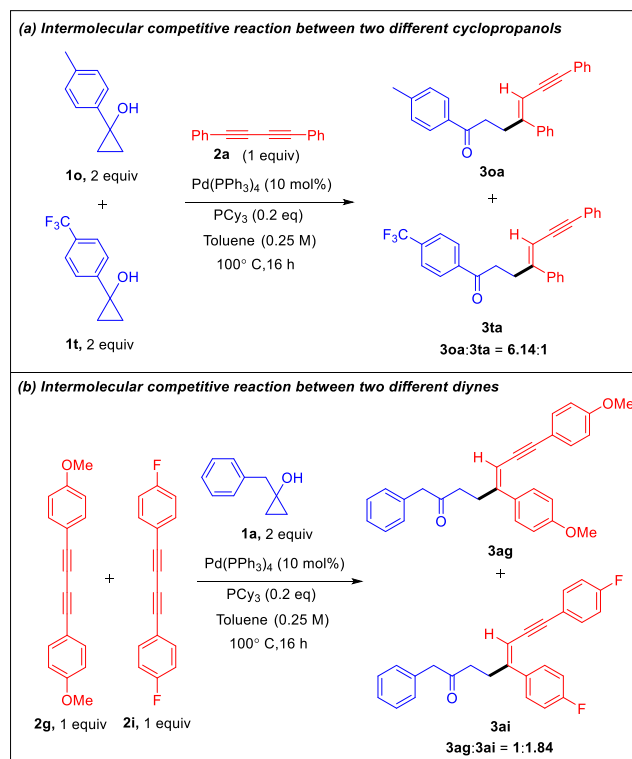 (a) Intermolecular competitive reaction between two different cyclopropanols
OH
1o, 2 equiv
+
F3C
OH
1t, 2 equiv
Ph
Ph
2a (1 equiv)
Pd(PPh3)4 (10 mol%)
PCy3 (0.2 eq)
Toluene (0.25 M)
100° C,16 h
H
Ph
O
Ph
3oa
+
F3C
H
Ph
O
Ph
3ta
3oa:3ta = 6.14:1
(b) Intermolecular competitive reaction between two different diynes
OMe
OMe
2g, 1 equiv
+
F
F
2i, 1 equiv
OH
1a, 2 equiv
Pd(PPh3)4 (10 mol%)
PCy3 (0.2 eq)
Toluene (0.25 M)
100° C,16 h
OMe
H
O
OMe
3ag
+
F
H
O
F
3ai
3ag:3ai = 1:1.84